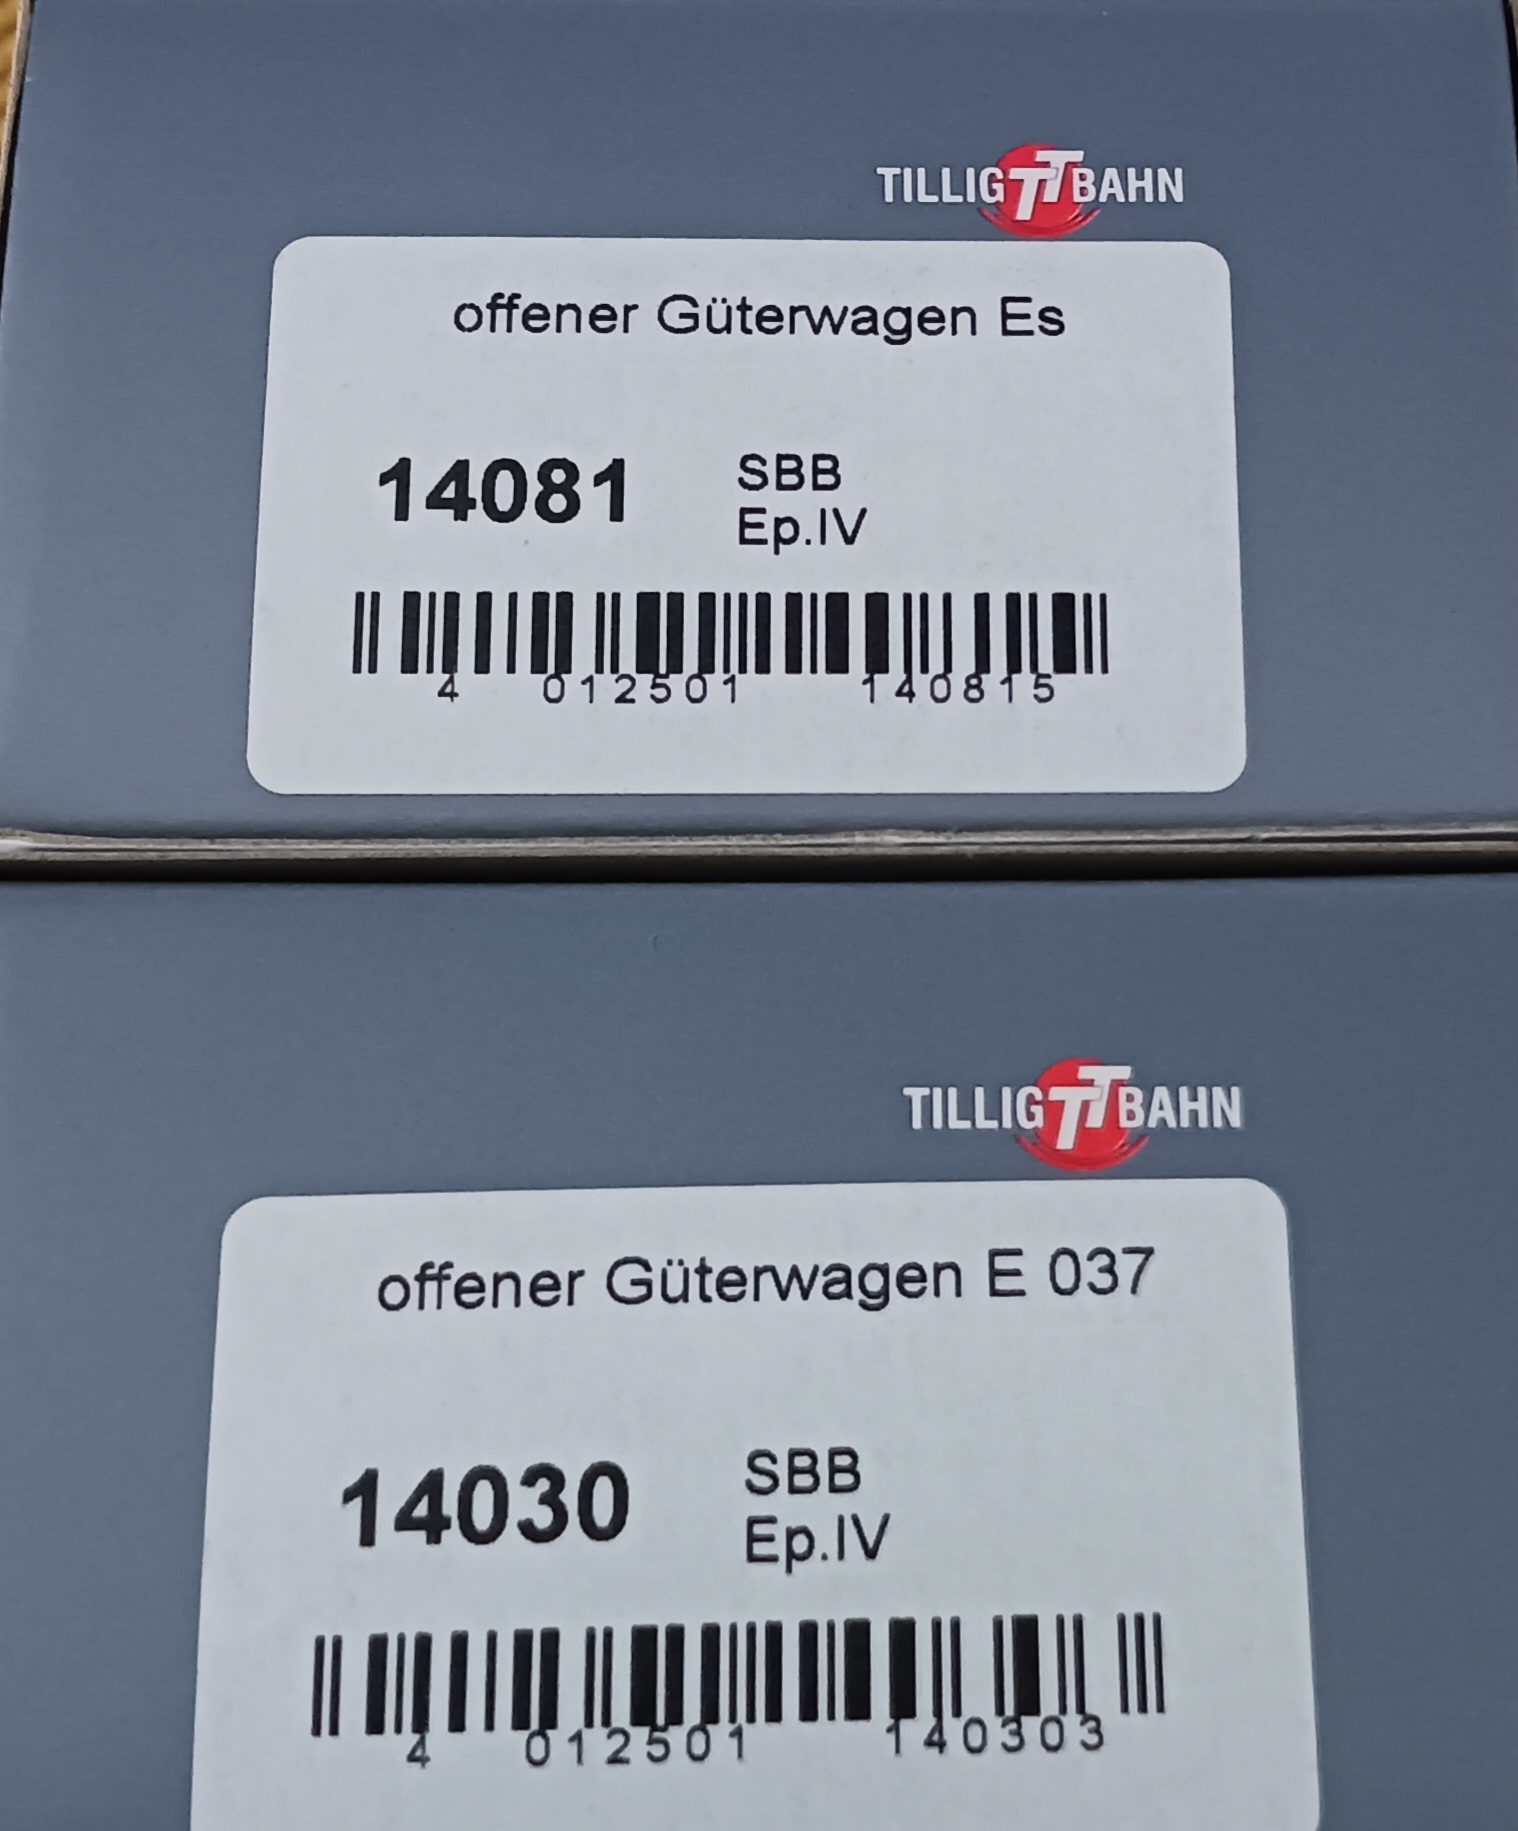 TILLIG TT BAHN
offener Güterwagen Es
14081
SBB
Ep.IV
4 012501 140815
TILLIG TT BAHN
offener Güterwagen E 037
14030
SBB
Ep.IV
4 012501 140303